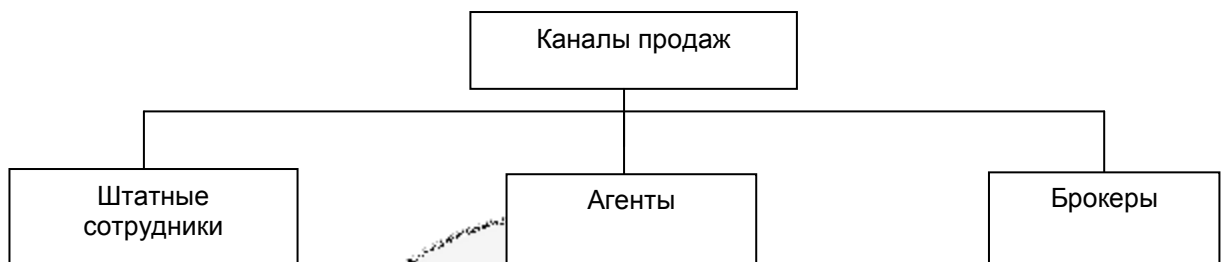 Каналы продаж
Штатные
сотрудники
Агенты
Брокеры